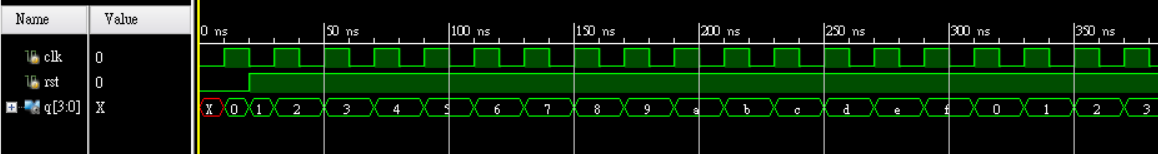 Name Value
0 ns 50 ns 100 ns 150 ns 200 ns 250 ns 300 ns 350 ns
clk 0
rst 0
q[3:0] X X 0 1 2 3 4 5 6 7 8 9 a b c d e f 0 1 2 3